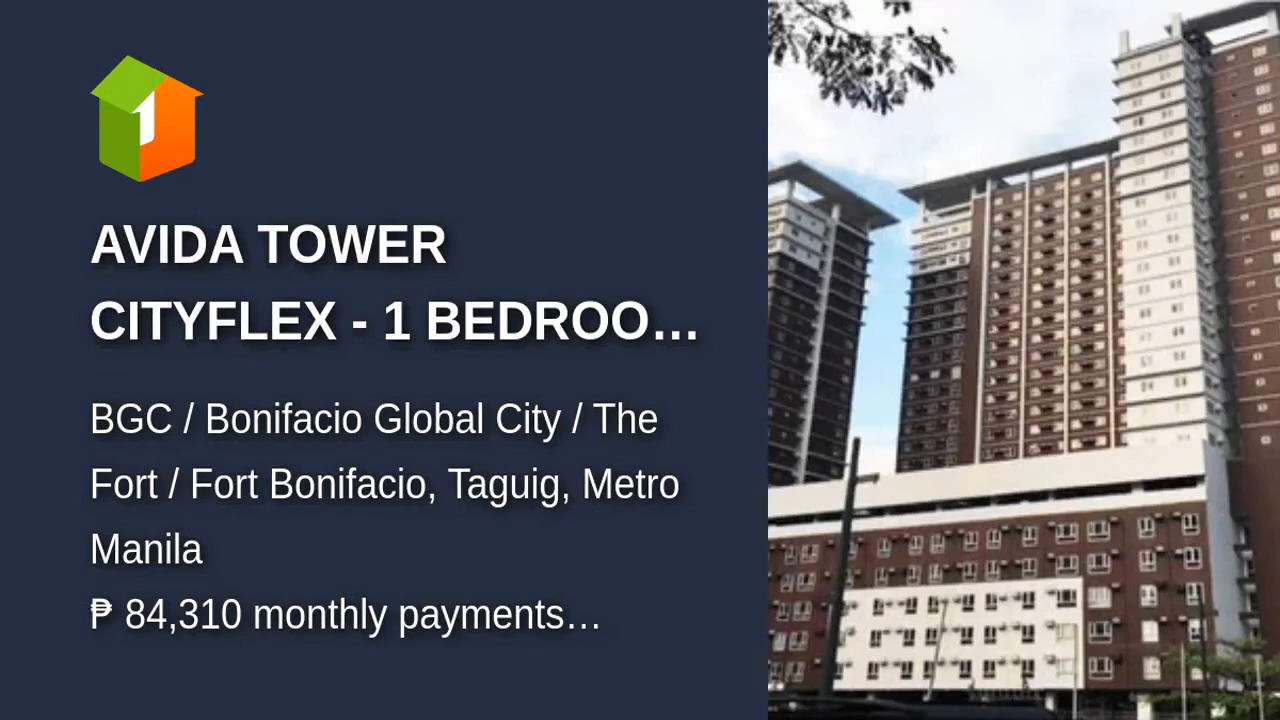 AVIDA TOWER
CITYFLEX - 1 BEDROO…
BGC / Bonifacio Global City / The
Fort / Fort Bonifacio, Taguig, Metro
Manila
₱ 84,310 monthly payments…